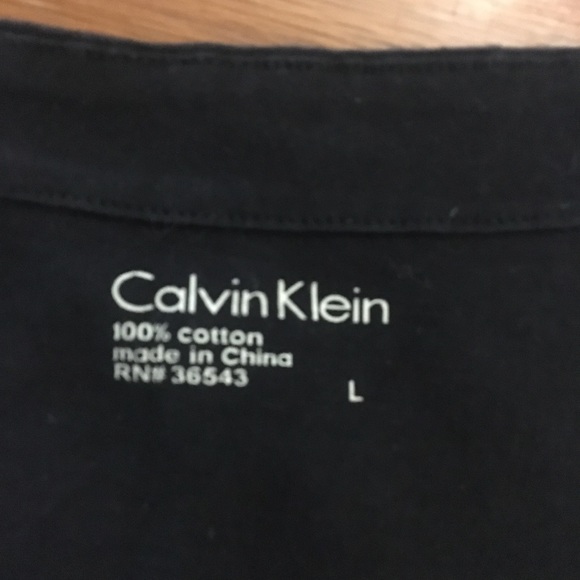 Calvin Klein
100% cotton
made in China
RN# 36543
L